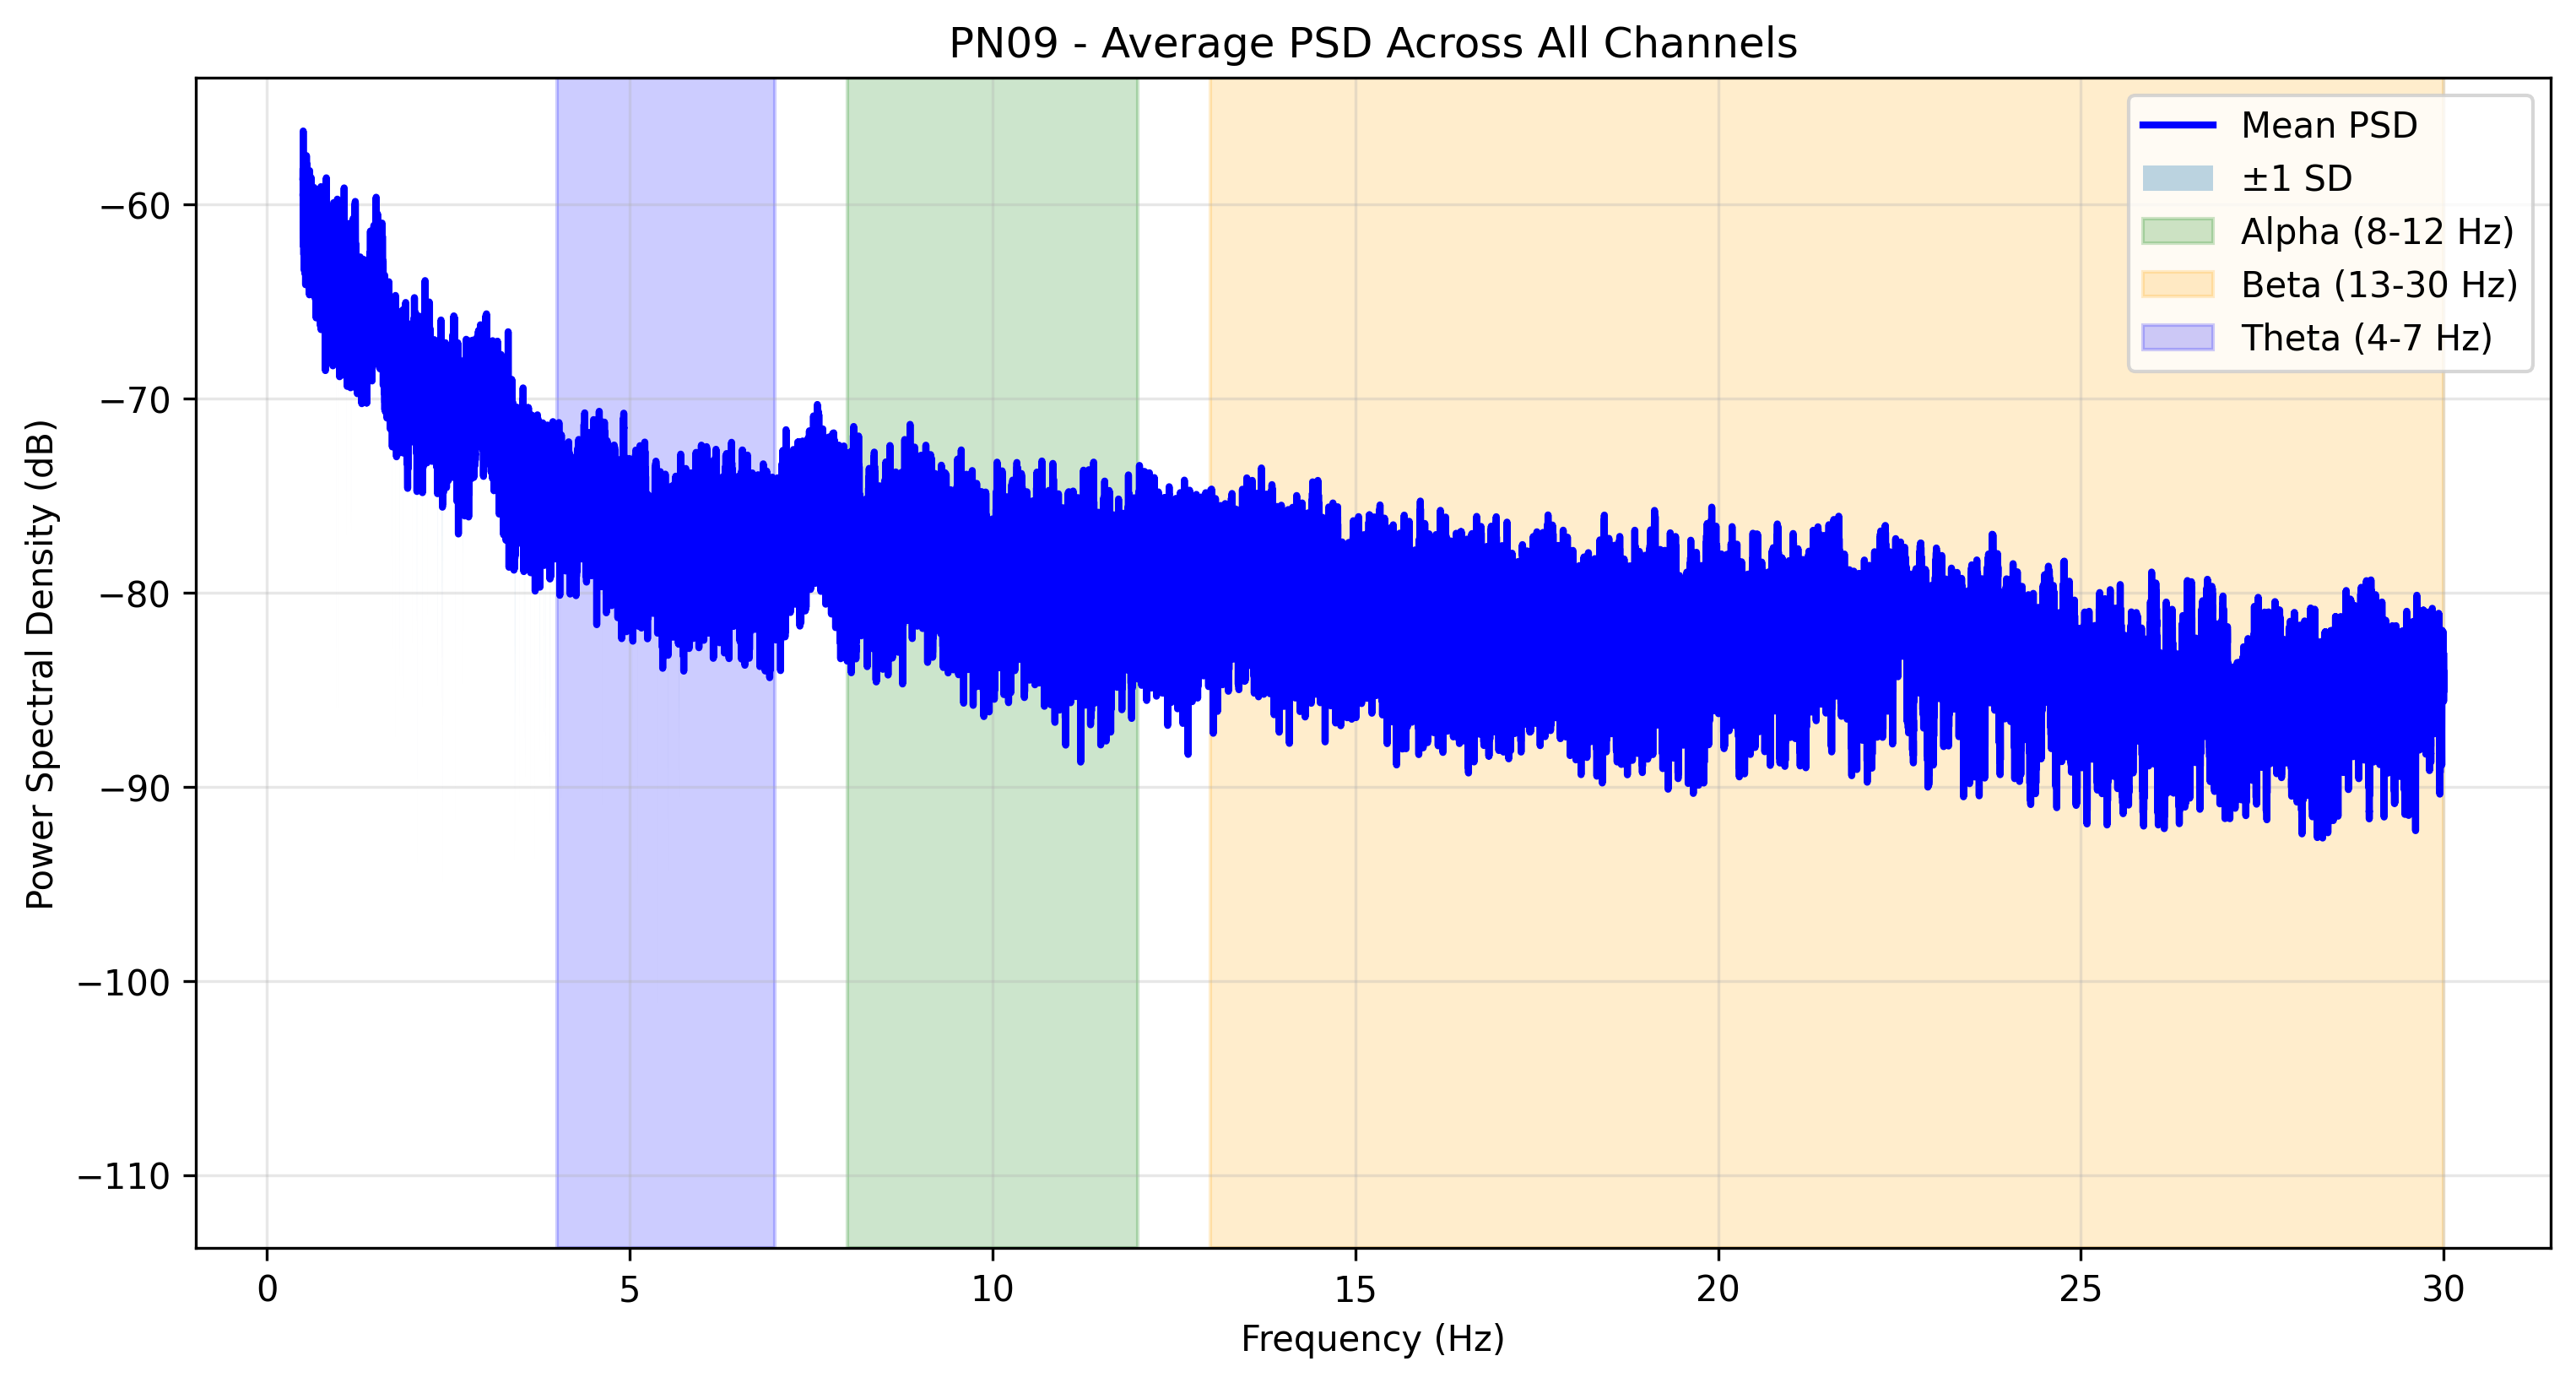 PN09 - Average PSD Across All Channels
Mean PSD
±1 SD
Alpha (8-12 Hz)
Beta (13-30 Hz)
Theta (4-7 Hz)
Power Spectral Density (dB)
−60
−70
−80
−90
−100
−110
0 5 10 15 20 25 30
Frequency (Hz)